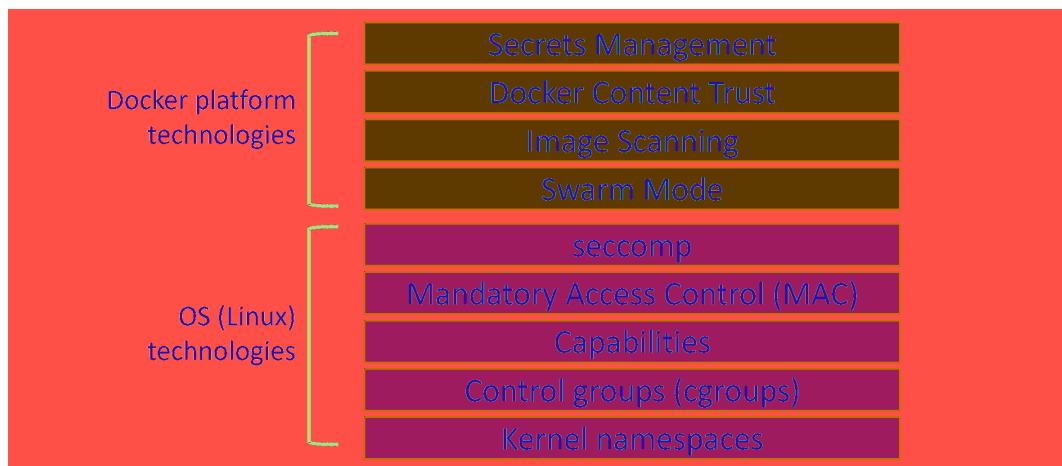 Docker platform
technologies
Secrets Management
Docker Content Trust
Image Scanning
Swarm Mode
OS (Linux)
technologies
seccomp
Mandatory Access Control (MAC)
Capabilities
Control groups (cgroups)
Kernel namespaces